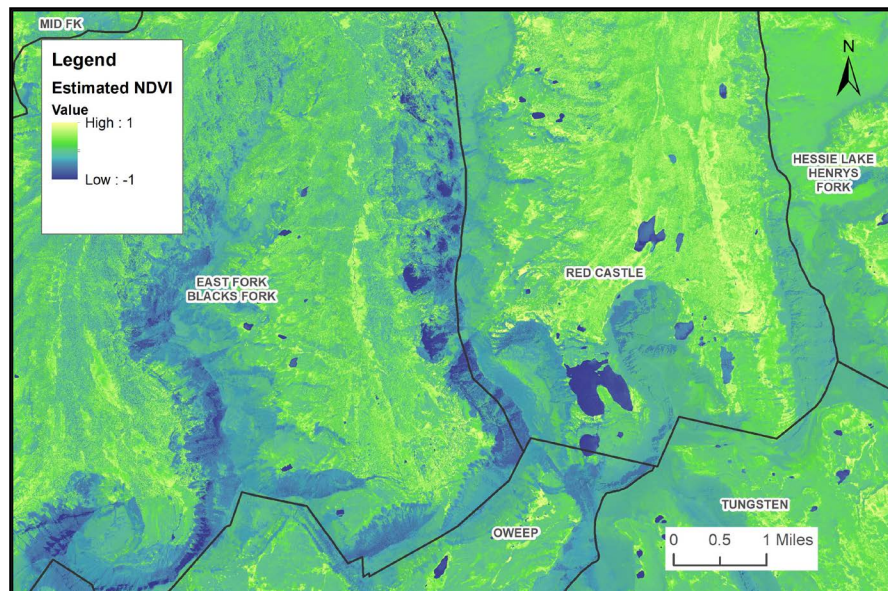 MID FK
Legend
Estimated NDVI
Value
High : 1
Low : -1
N
HESSIE LAKE
HENRYS
FORK
EAST FORK
BLACKS FORK
RED CASTLE
TUNGSTEN
OWEEP
0 0.5 1 Miles